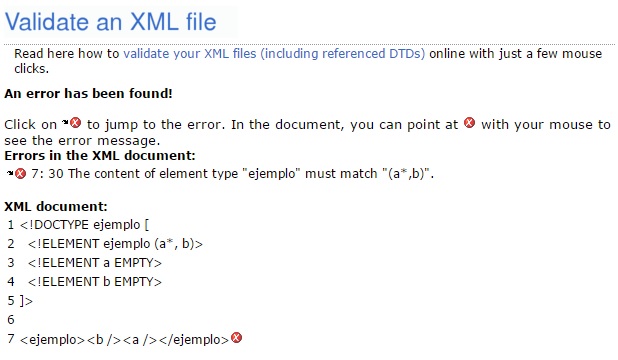 Validate an XML file
Read here how to validate your XML files (including referenced DTDs) online with just a few mouse
clicks.
An error has been found!
Click on to jump to the error. In the document, you can point at with your mouse to
see the error message.
Errors in the XML document:
7: 30 The content of element type "ejemplo" must match "(a*,b)".
XML document:
1 <!DOCTYPE ejemplo [
2 <!ELEMENT ejemplo (a*, b)>
3 <!ELEMENT a EMPTY>
4 <!ELEMENT b EMPTY>
5 ]>
6
7 <ejemplo><b /><a /></ejemplo>